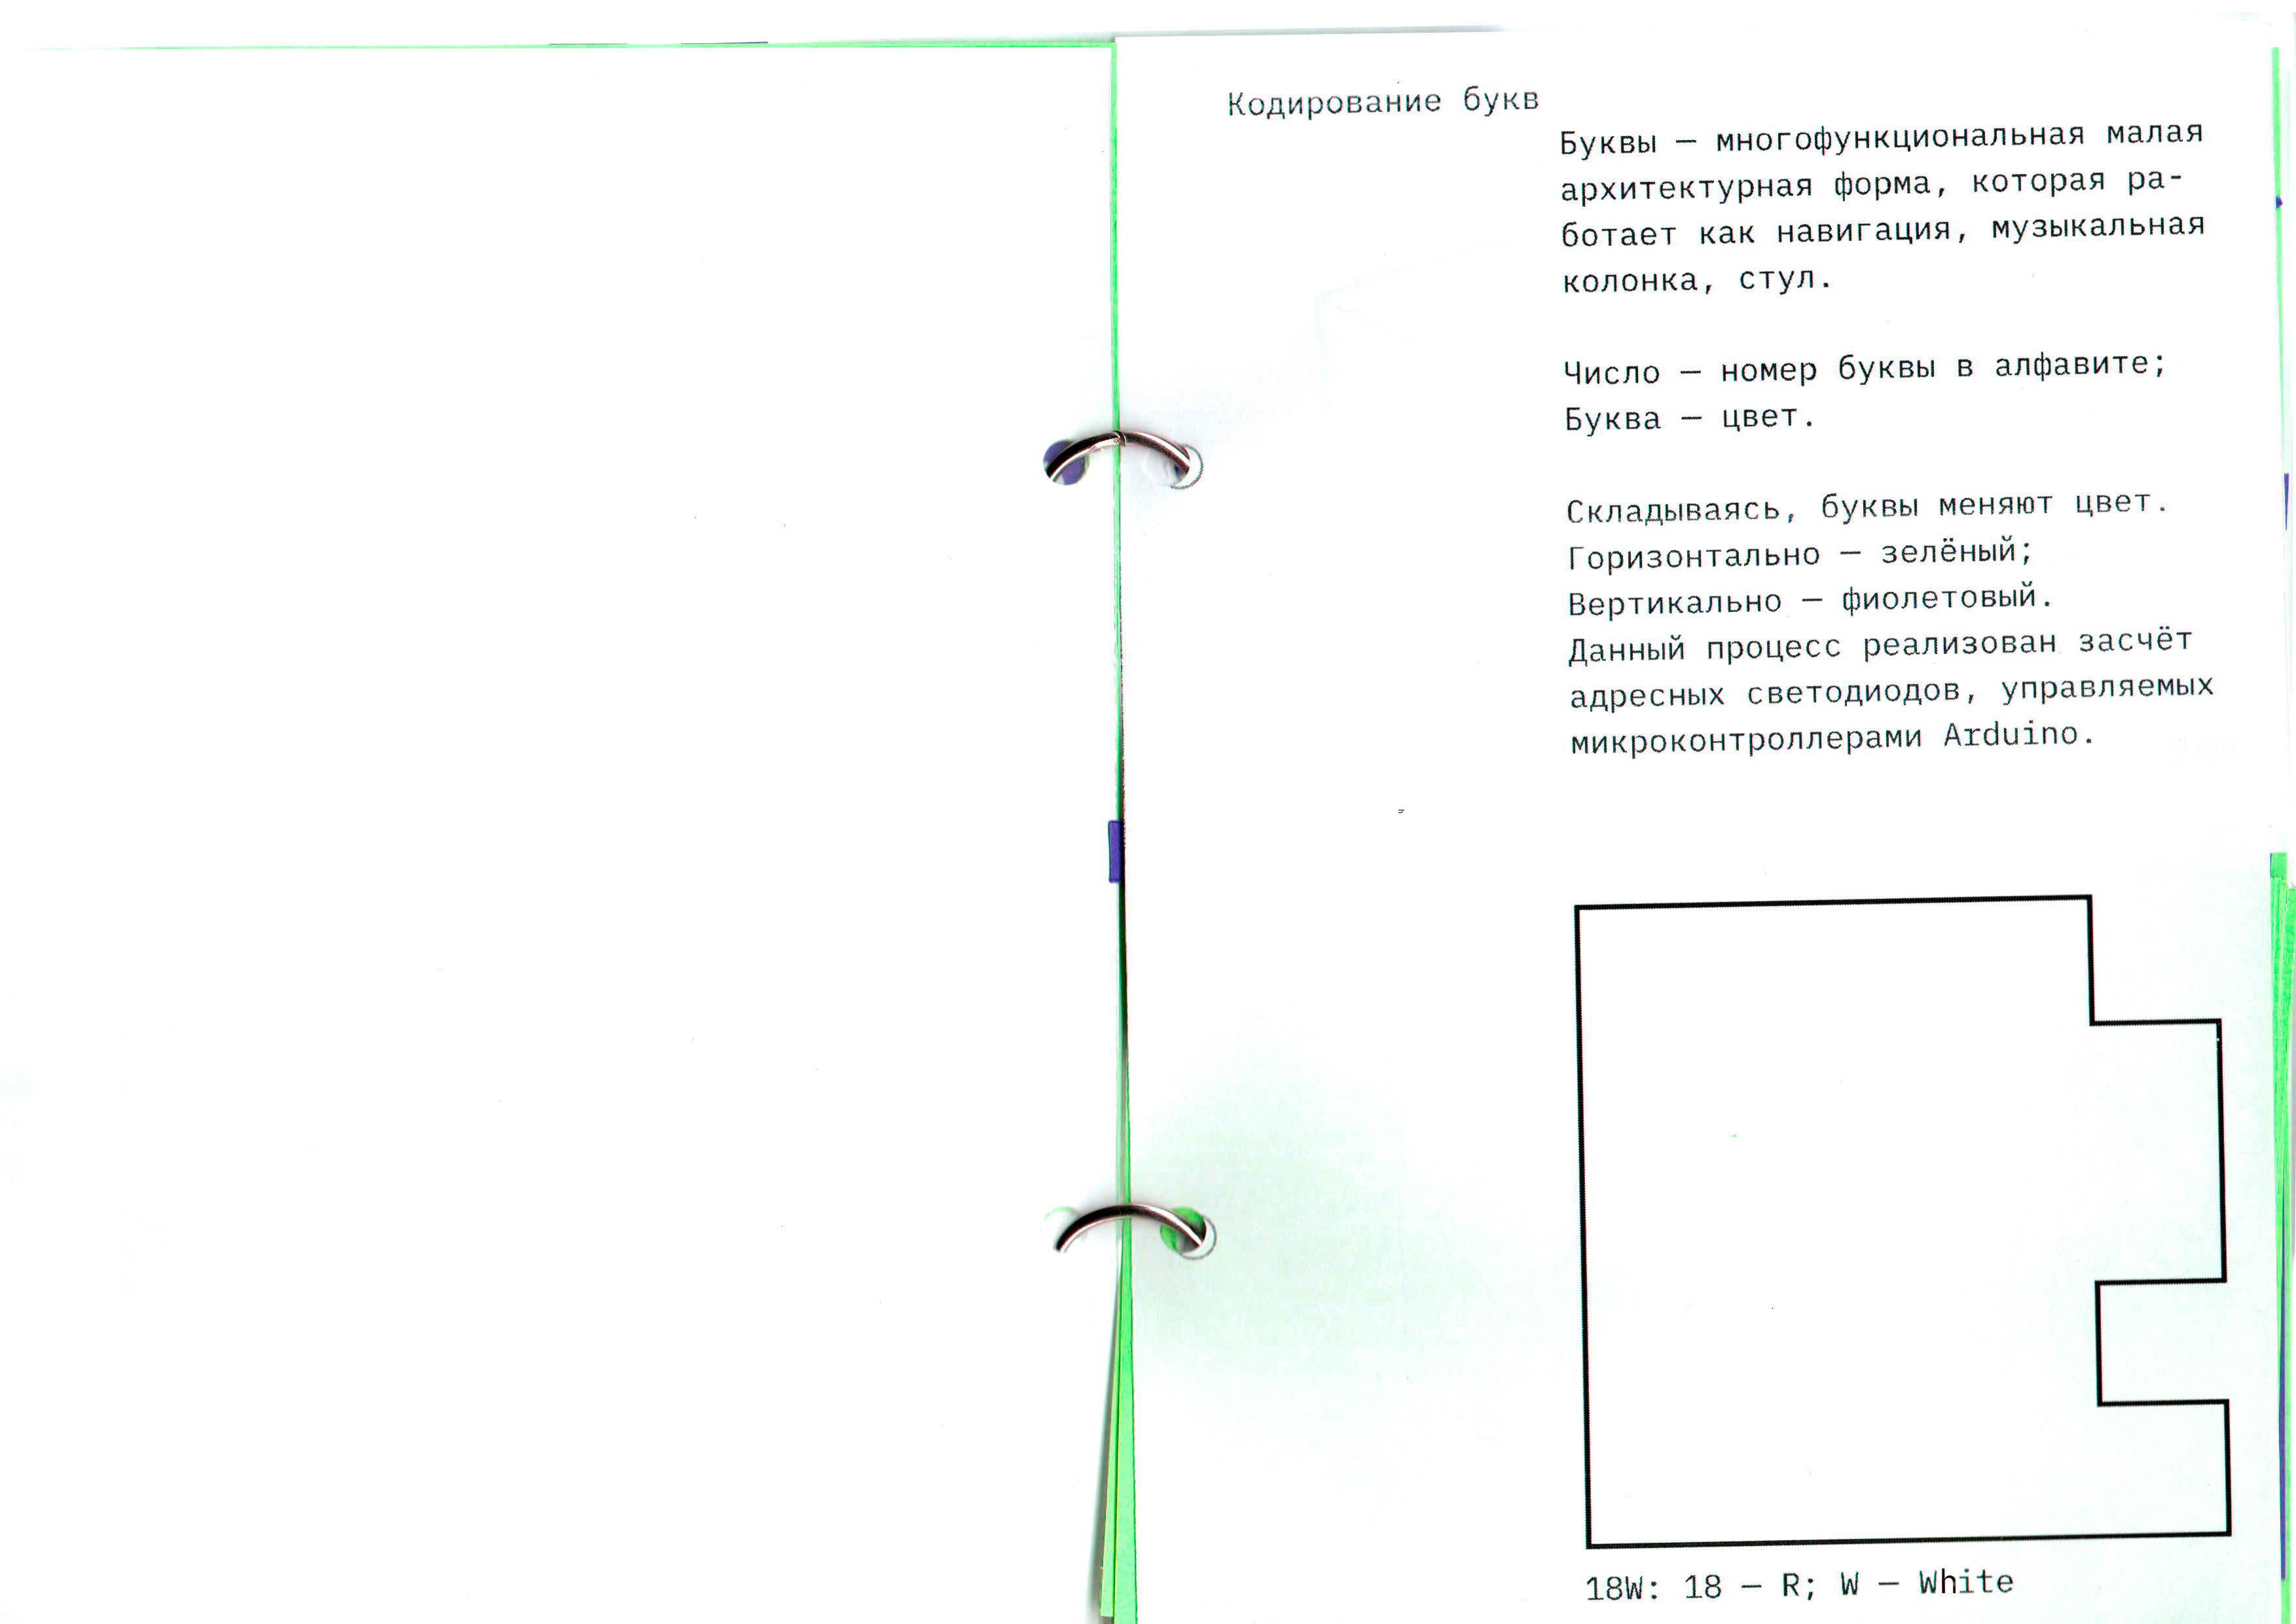 Кодирование букв
Буквы — многофункциональная малая
архитектурная форма, которая ра-
ботает как навигация, музыкальная
колонка, стул.
Число — номер буквы в алфавите;
Буква — цвет.
Складываясь, буквы меняют цвет.
Горизонтально — зелёный;
Вертикально — фиолетовый.
Данный процесс реализован засчёт
адресных светодиодов, управляемых
микроконтроллерами Arduino.
18W: 18 — R; W — White